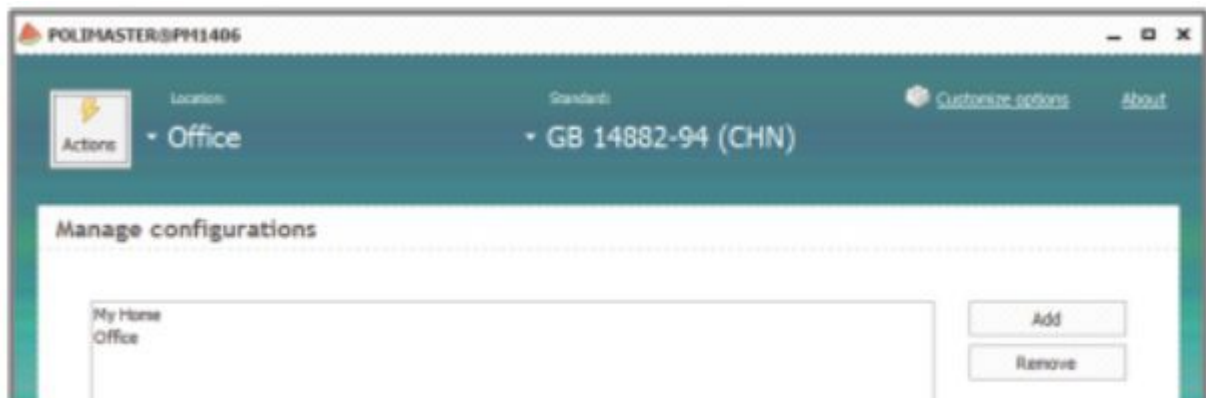 POLIMASTER@PM1406
Actions
Location:
Office
Standard:
GB 14882-94 (CHN)
Customize options
About
Manage configurations
My Home
Office
Add
Remove